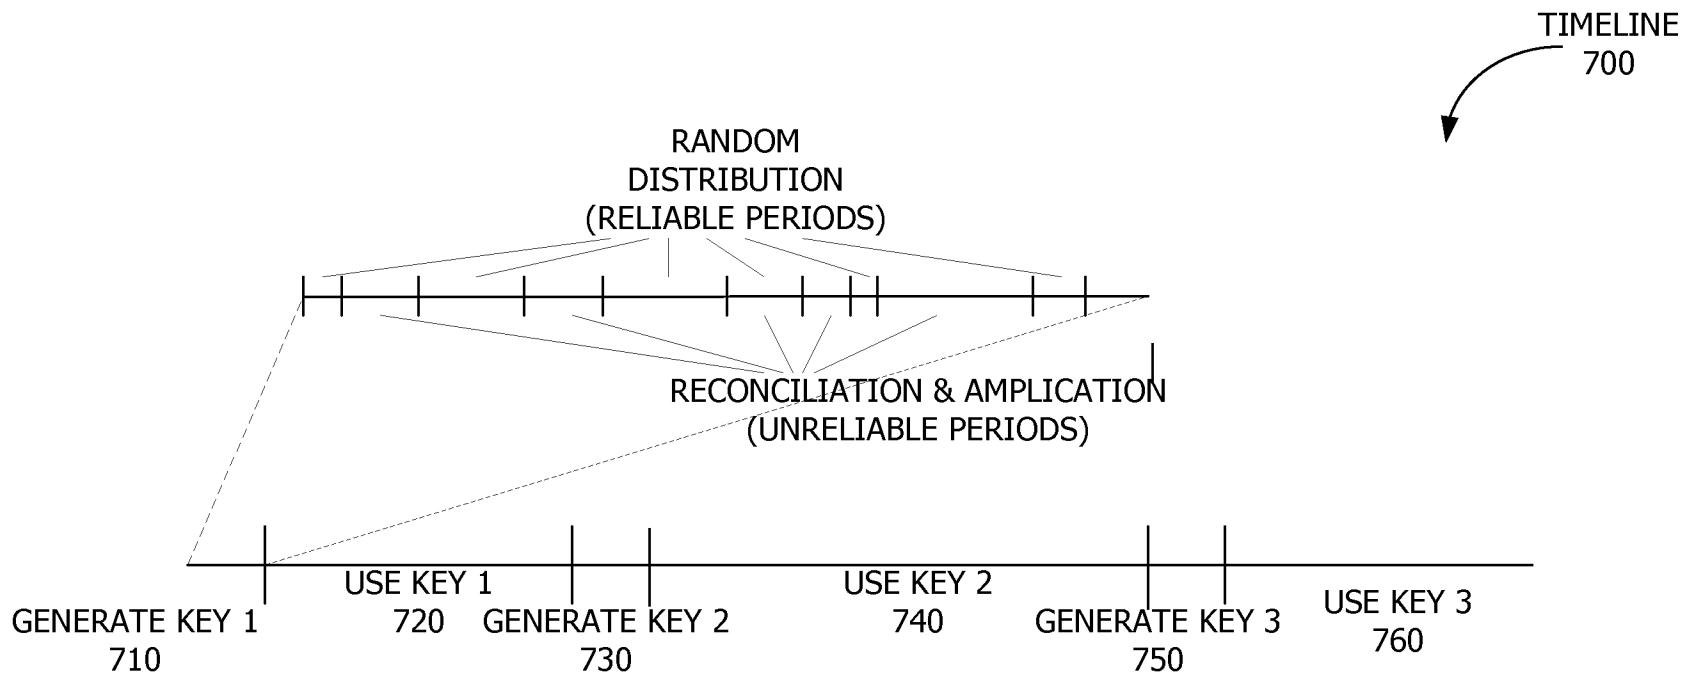 TIMELINE
700
RANDOM
DISTRIBUTION
(RELIABLE PERIODS)
RECONCILIATION & AMPLICATION
(UNRELIABLE PERIODS)
USE KEY 1
720
USE KEY 2
740
USE KEY 3
760
GENERATE KEY 1
710
GENERATE KEY 2
730
GENERATE KEY 3
750